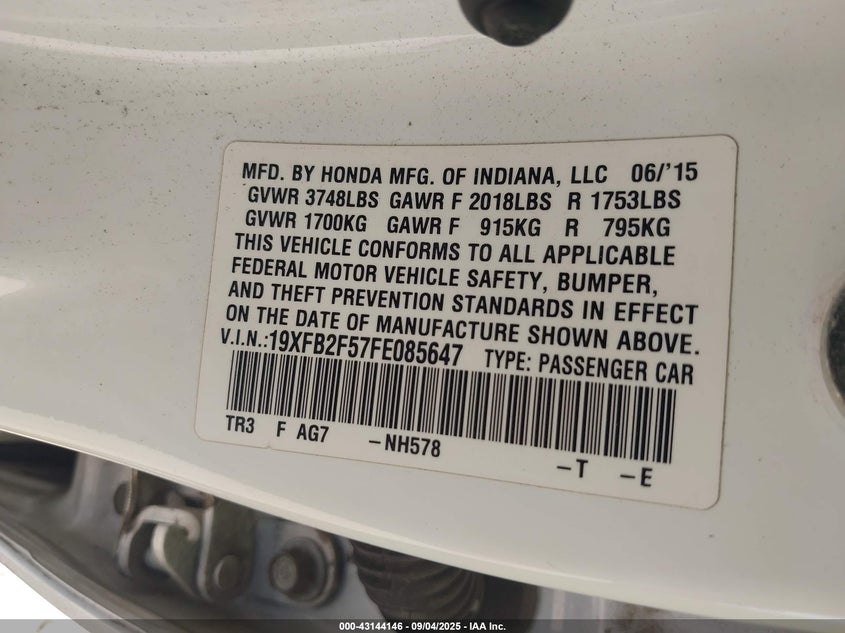 MFD. BY HONDA MFG. OF INDIANA, LLC 06/'15
GVWR 3748LBS GAWR F 2018LBS R 1753LBS
GVWR 1700KG GAWR F 915KG R 795KG
THIS VEHICLE CONFORMS TO ALL APPLICABLE
FEDERAL MOTOR VEHICLE SAFETY, BUMPER,
AND THEFT PREVENTION STANDARDS IN EFFECT
ON THE DATE OF MANUFACTURE SHOWN ABOVE.
V.I.N.:19XFB2F57FE085647 TYPE: PASSENGER CAR
TR3 F AG7 -NH578 -T -E
000-43144146 - 09/04/2025 - IAA Inc.